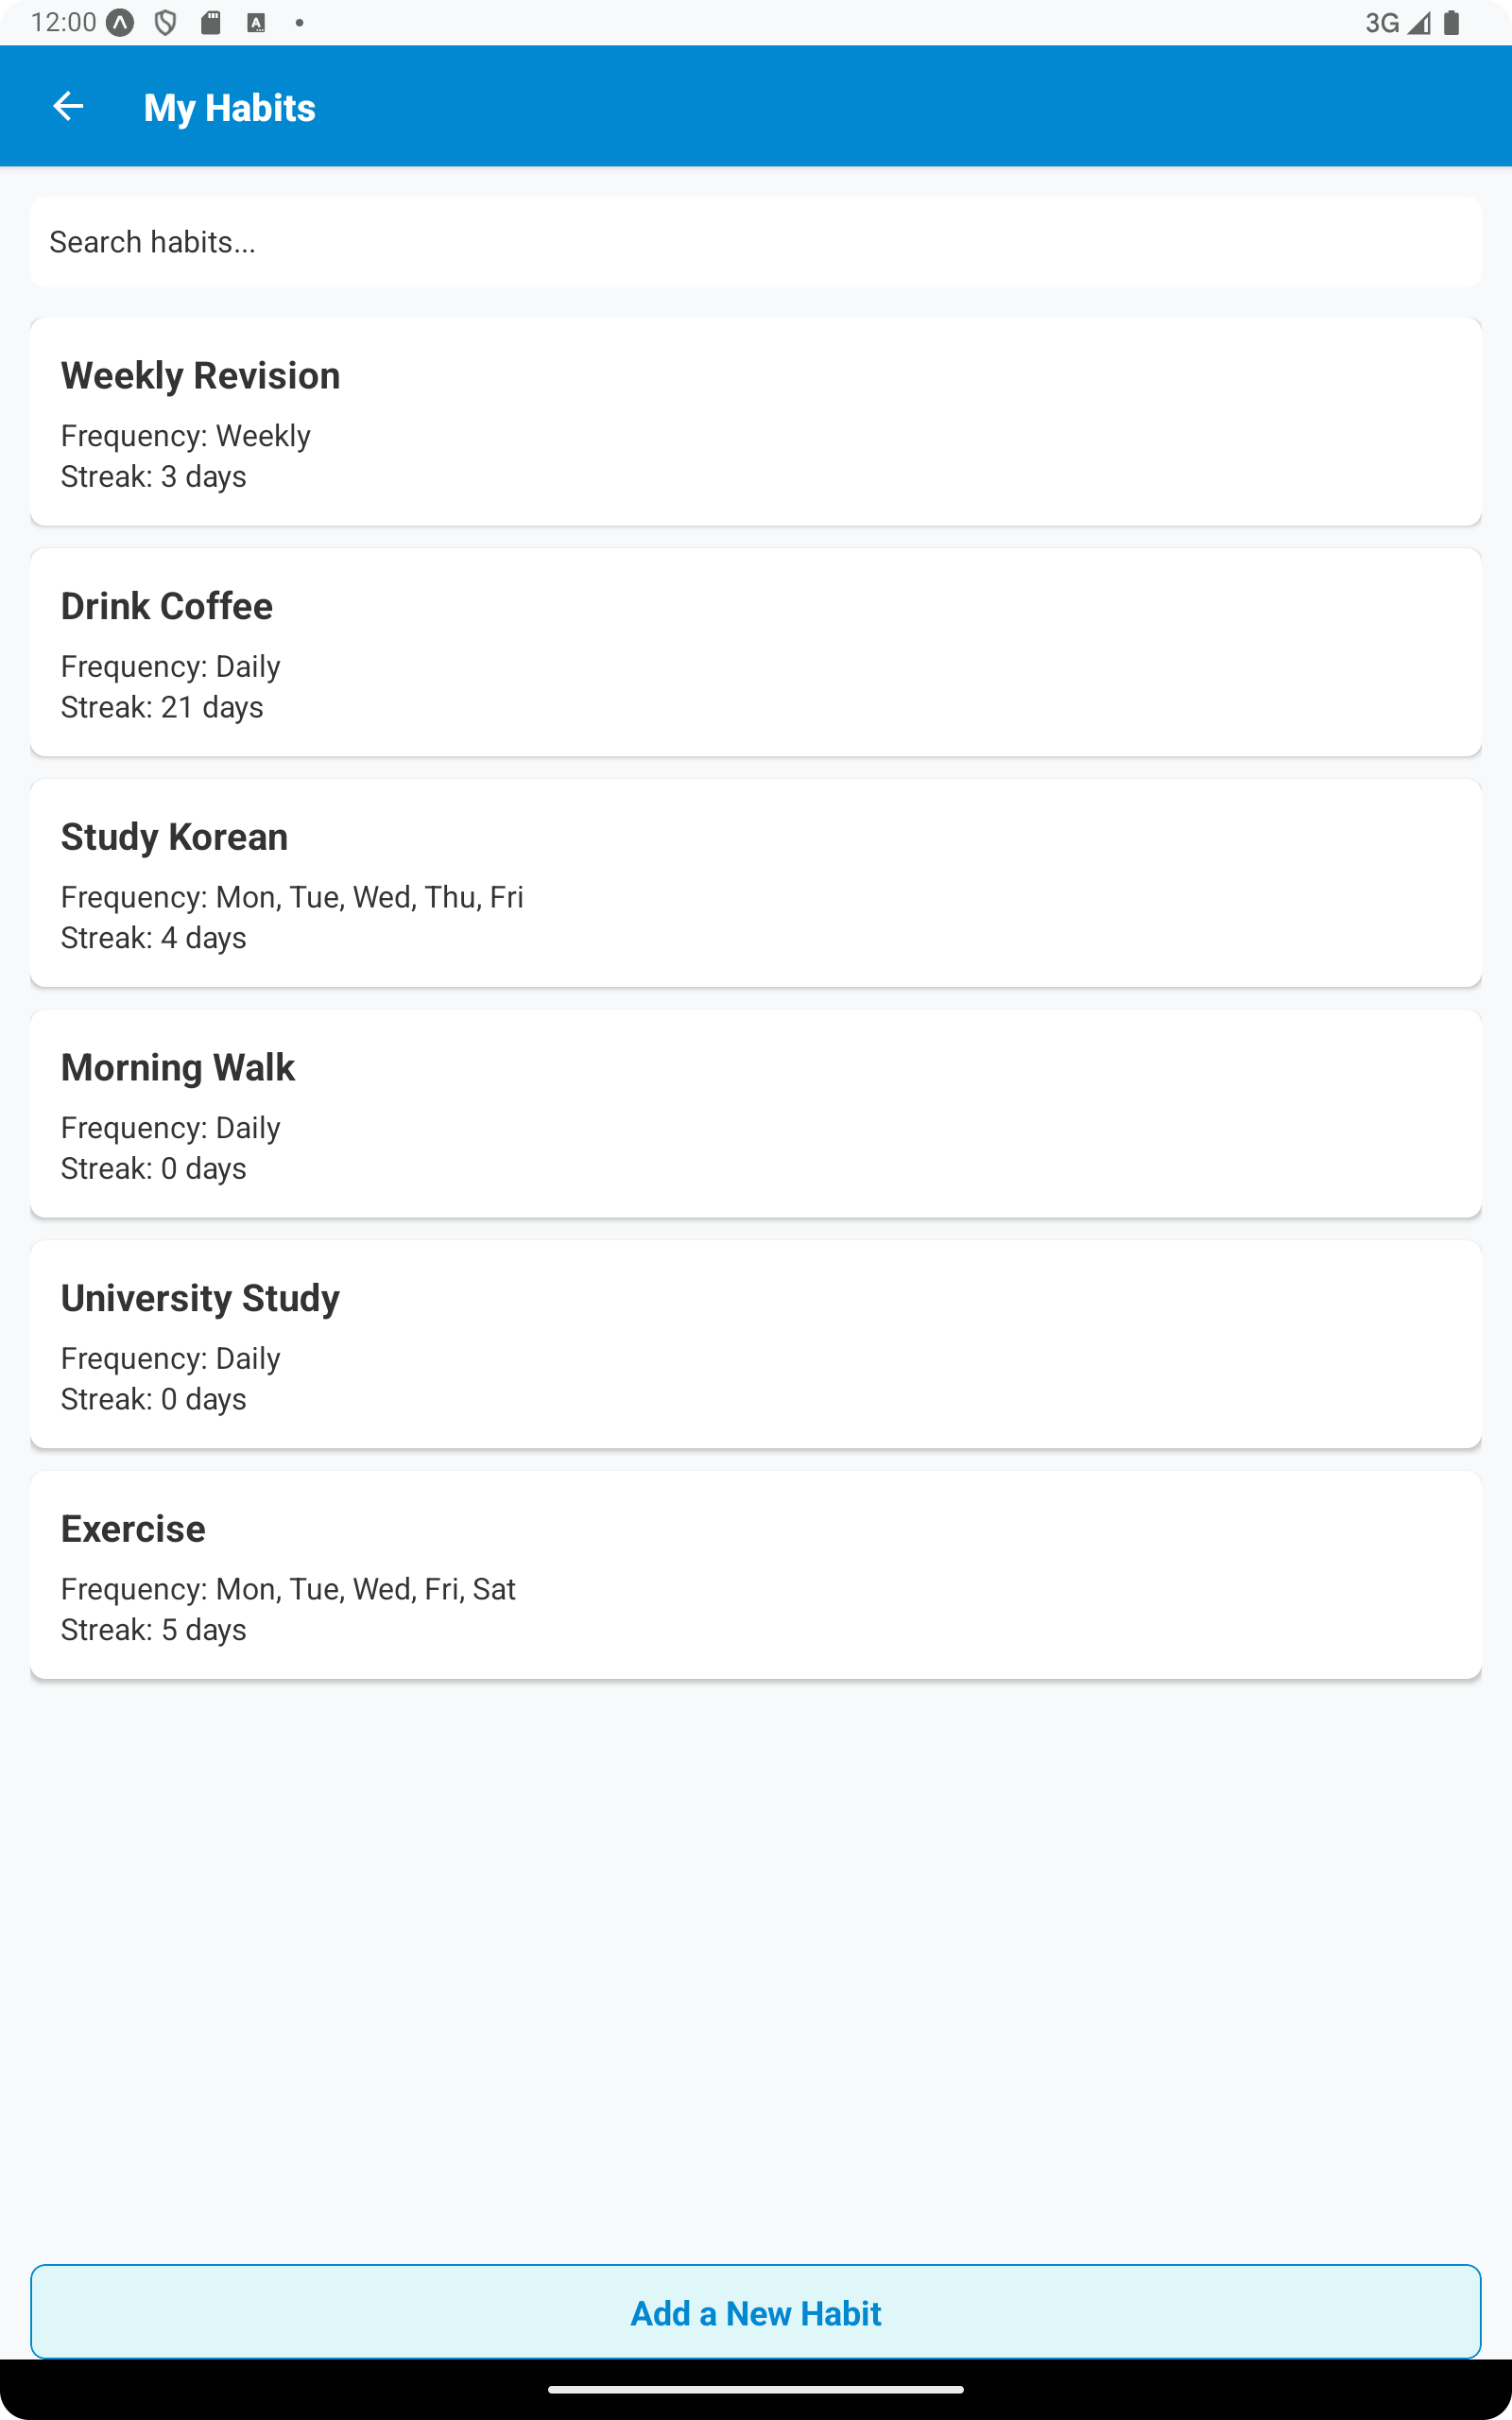 12:00
3G
My Habits
Search habits...
Weekly Revision
Frequency: Weekly
Streak: 3 days
Drink Coffee
Frequency: Daily
Streak: 21 days
Study Korean
Frequency: Mon, Tue, Wed, Thu, Fri
Streak: 4 days
Morning Walk
Frequency: Daily
Streak: 0 days
University Study
Frequency: Daily
Streak: 0 days
Exercise
Frequency: Mon, Tue, Wed, Fri, Sat
Streak: 5 days
Add a New Habit